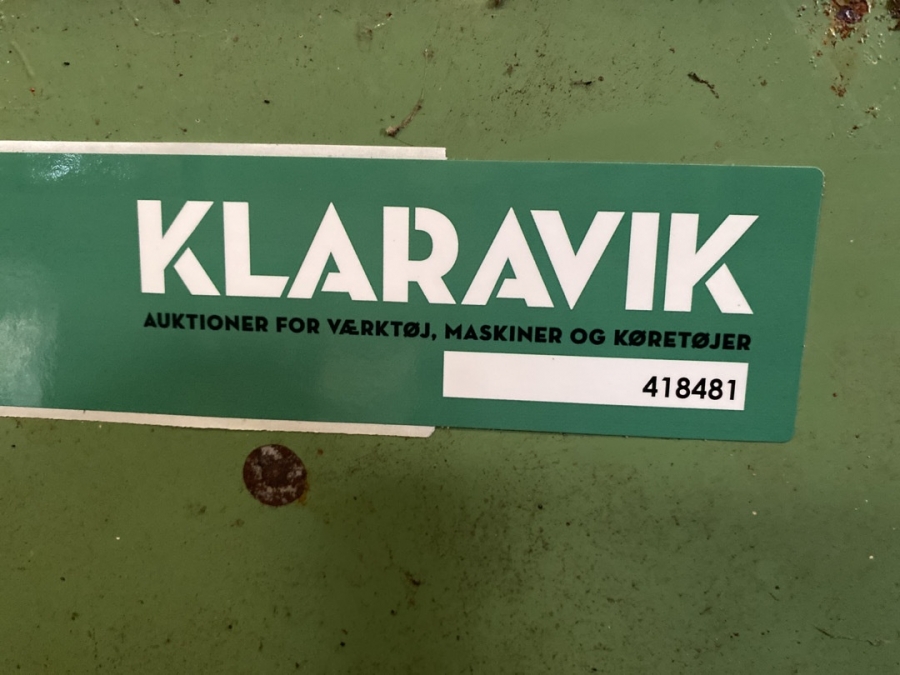 KLARAVIK
AUKTIONER FOR VÆRKTØJ, MASKINER OG KØRETØJER
418481